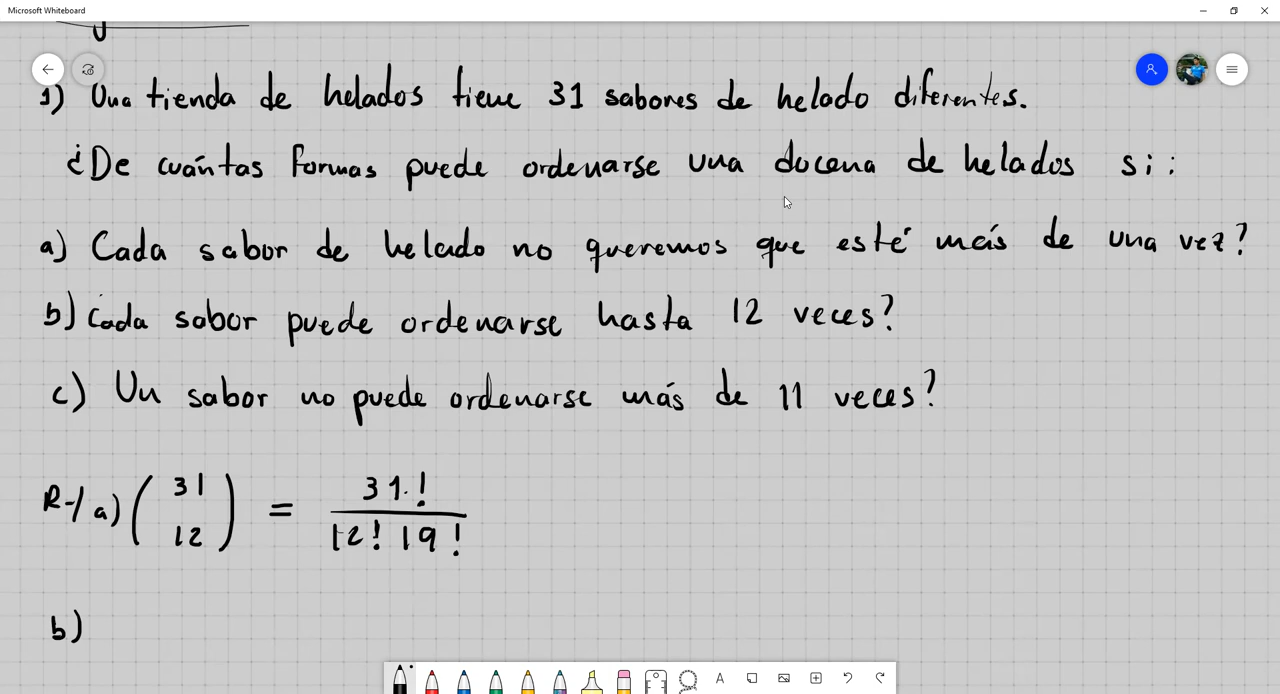 Microsoft Whiteboard
1) Una tienda de helados tiene 31 sabores de helado diferentes.
¿De cuántas formas puede ordenarse una docena de helados si:
a) Cada sabor de helado no queremos que esté más de una vez?
b) Cada sabor puede ordenarse hasta 12 veces?
c) Un sabor no puede ordenarse más de 11 veces?
R-/ a) (31 12) = 31! / 12! 19!
b)
A